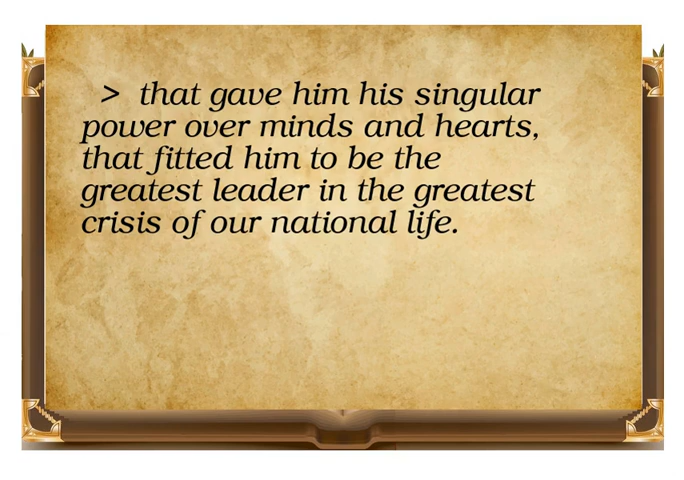 > that gave him his singular
power over minds and hearts,
that fitted him to be the
greatest leader in the greatest
crisis of our national life.